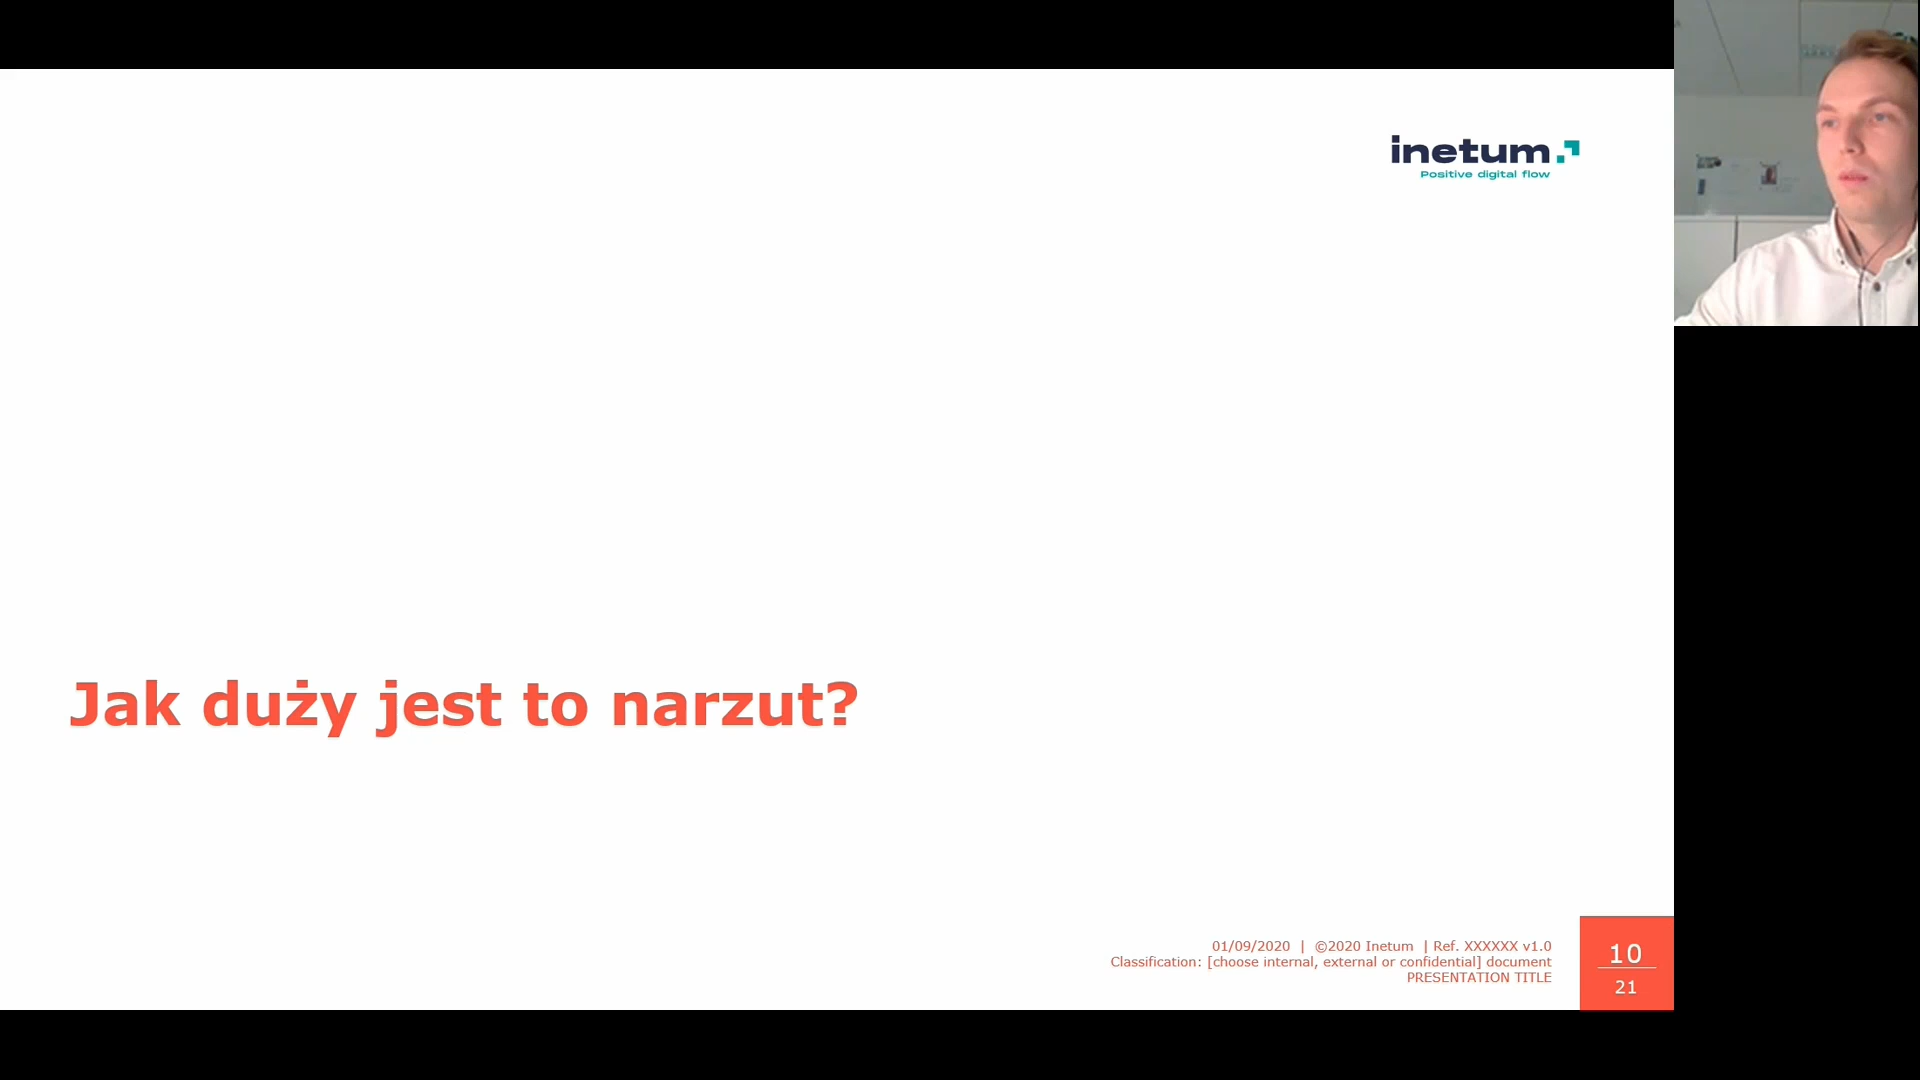 inetum
Positive digital flow
Jak duży jest to narzut?
01/09/2020 | ©2020 Inetum | Ref. XXXXXX v1.0
Classification: [choose internal, external or confidential] document
PRESENTATION TITLE
10
21